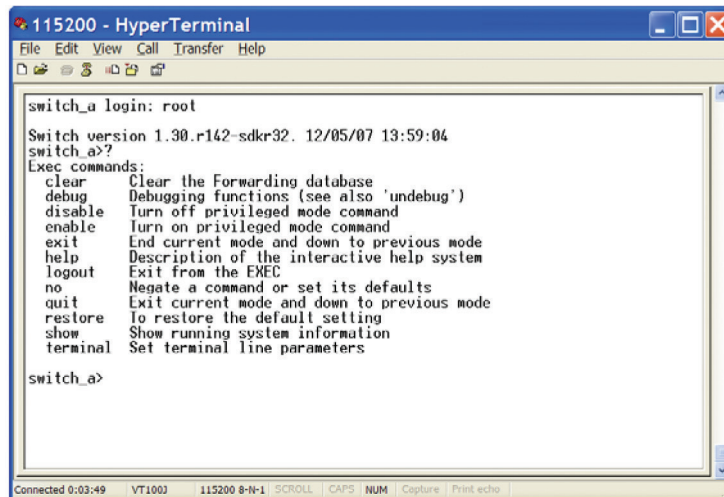 115200 - HyperTerminal
File Edit View Call Transfer Help
switch_a login: root
Switch version 1.30.r142-sdkr32. 12/05/07 13:59:04
switch_a>?
Exec commands:
clear Clear the Forwarding database
debug Debugging functions (see also 'undebug')
disable Turn off privileged mode command
enable Turn on privileged mode command
exit End current mode and down to previous mode
help Description of the interactive help system
logout Exit from the EXEC
no Negate a command or set its defaults
quit Exit current mode and down to previous mode
restore To restore the default setting
show Show running system information
terminal Set terminal line parameters
switch_a>
Connected 0:03:49 VT100J 115200 8-N-1 SCROLL CAPS NUM Capture Print echo